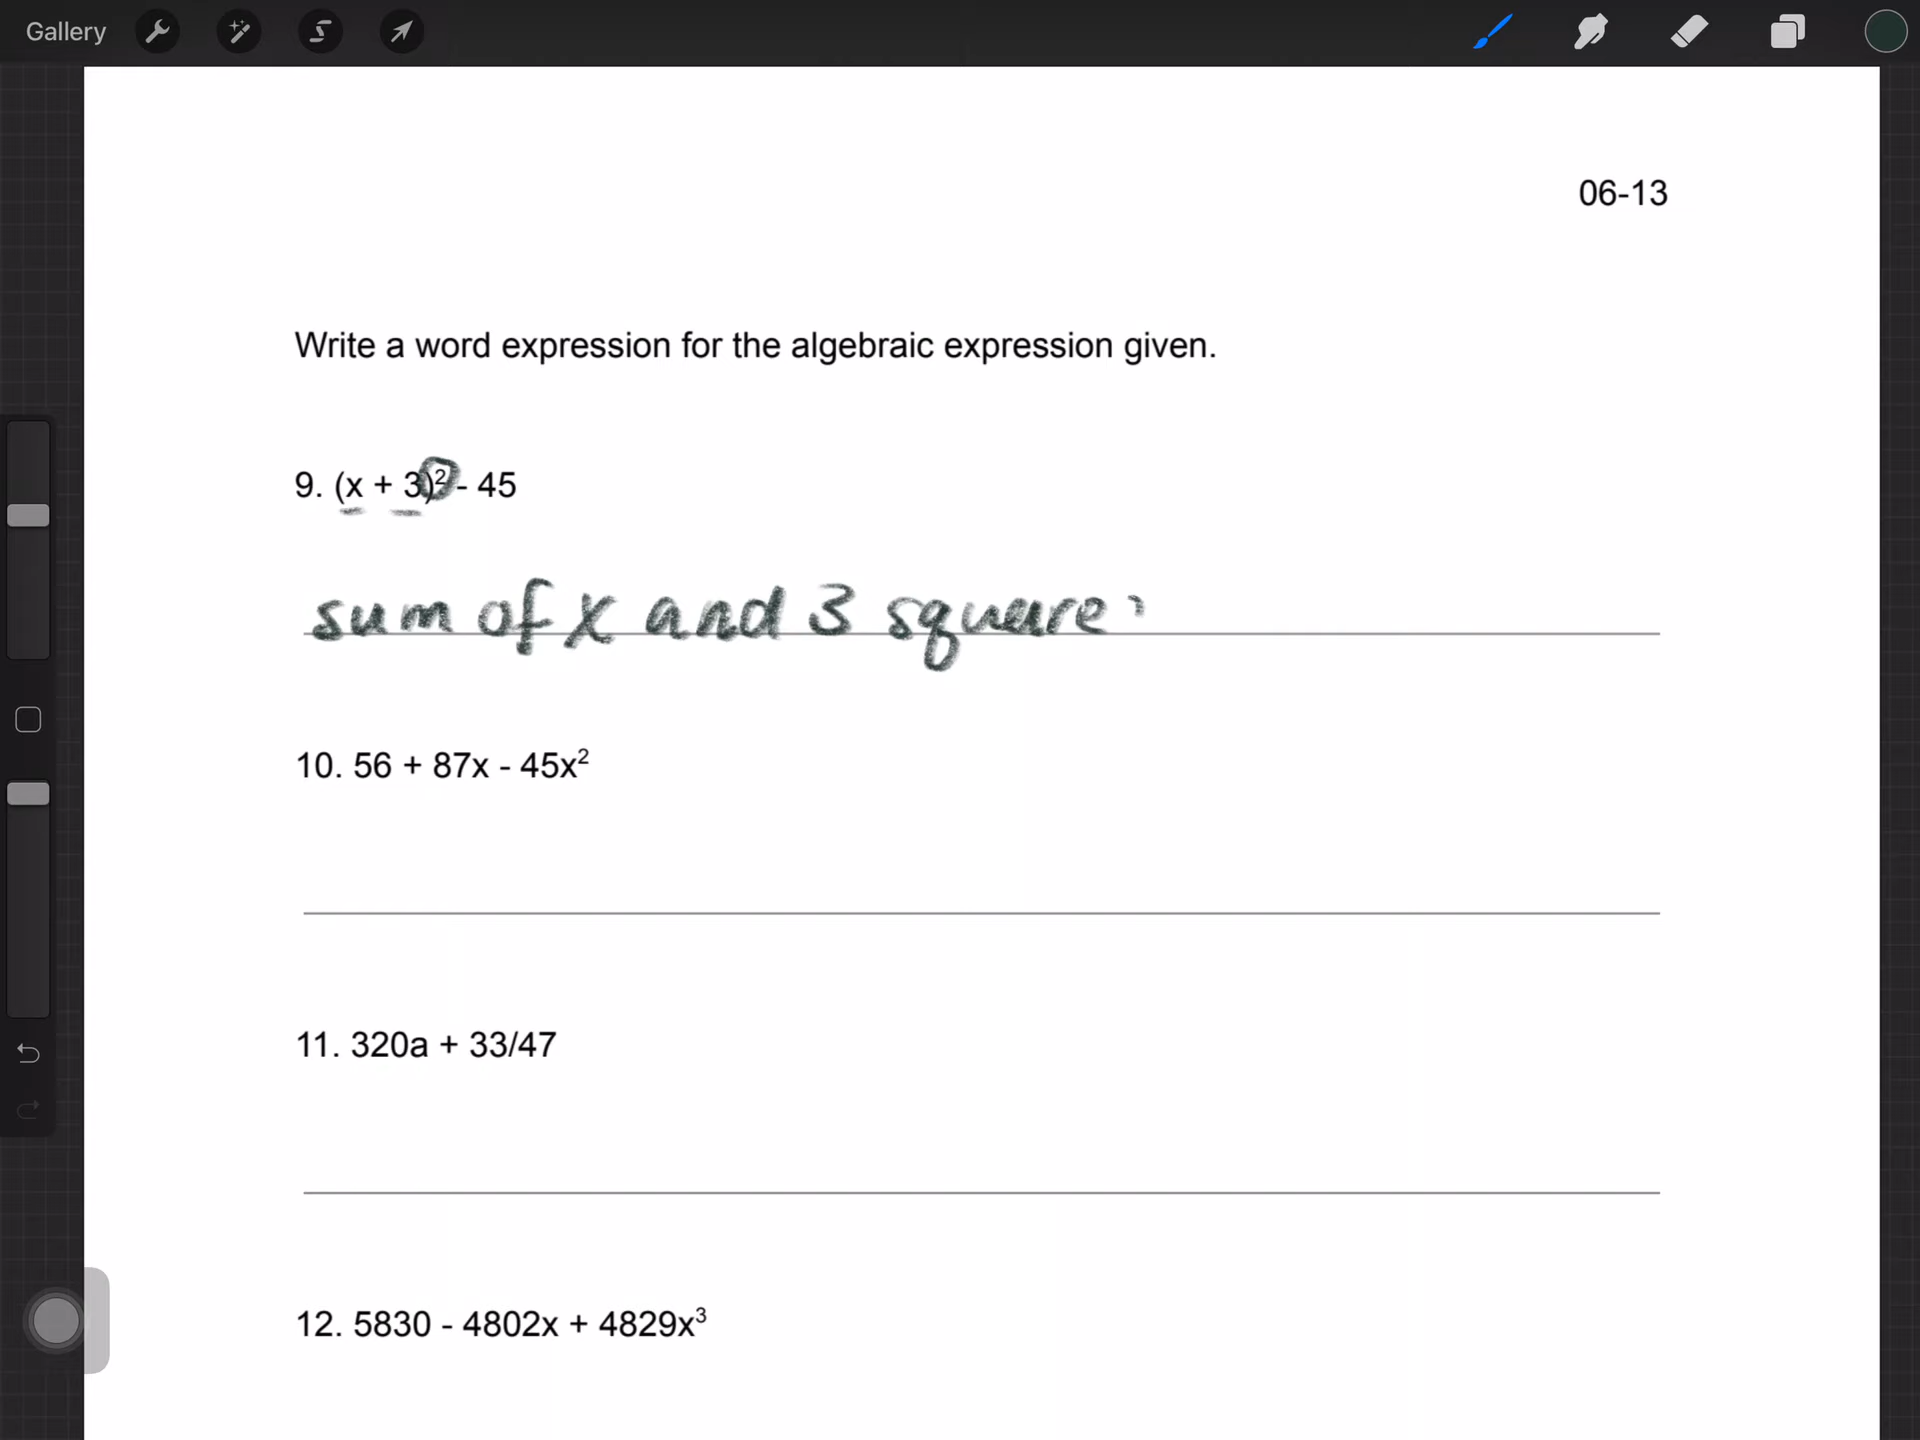 Gallery
06-13
Write a word expression for the algebraic expression given.
9. (x + 3)² - 45
sum of x and 3 square
10. 56 + 87x - 45x²
11. 320a + 33/47
12. 5830 - 4802x + 4829x³